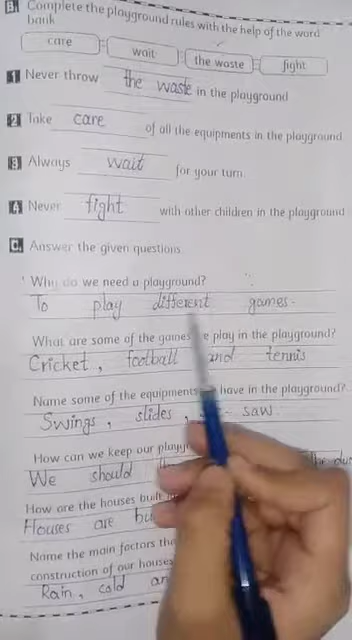 B. Complete the playground rules with the help of the word
bank
care wait the waste fight
1 Never throw the waste in the playground
2 Take care of all the equipments in the playground
3 Always wait for your turn.
4 Never fight with other children in the playground
C. Answer the given questions.
Why do we need a playground?
To play different games.
What are some of the games play in the playground?
Cricket, football and tennis
Name some of the equipments have in the playground?
Swings, slides, saw
How can we keep our
We should
How are the houses built
Houses are
Name the main factors
construction of our houses
Rain, cold